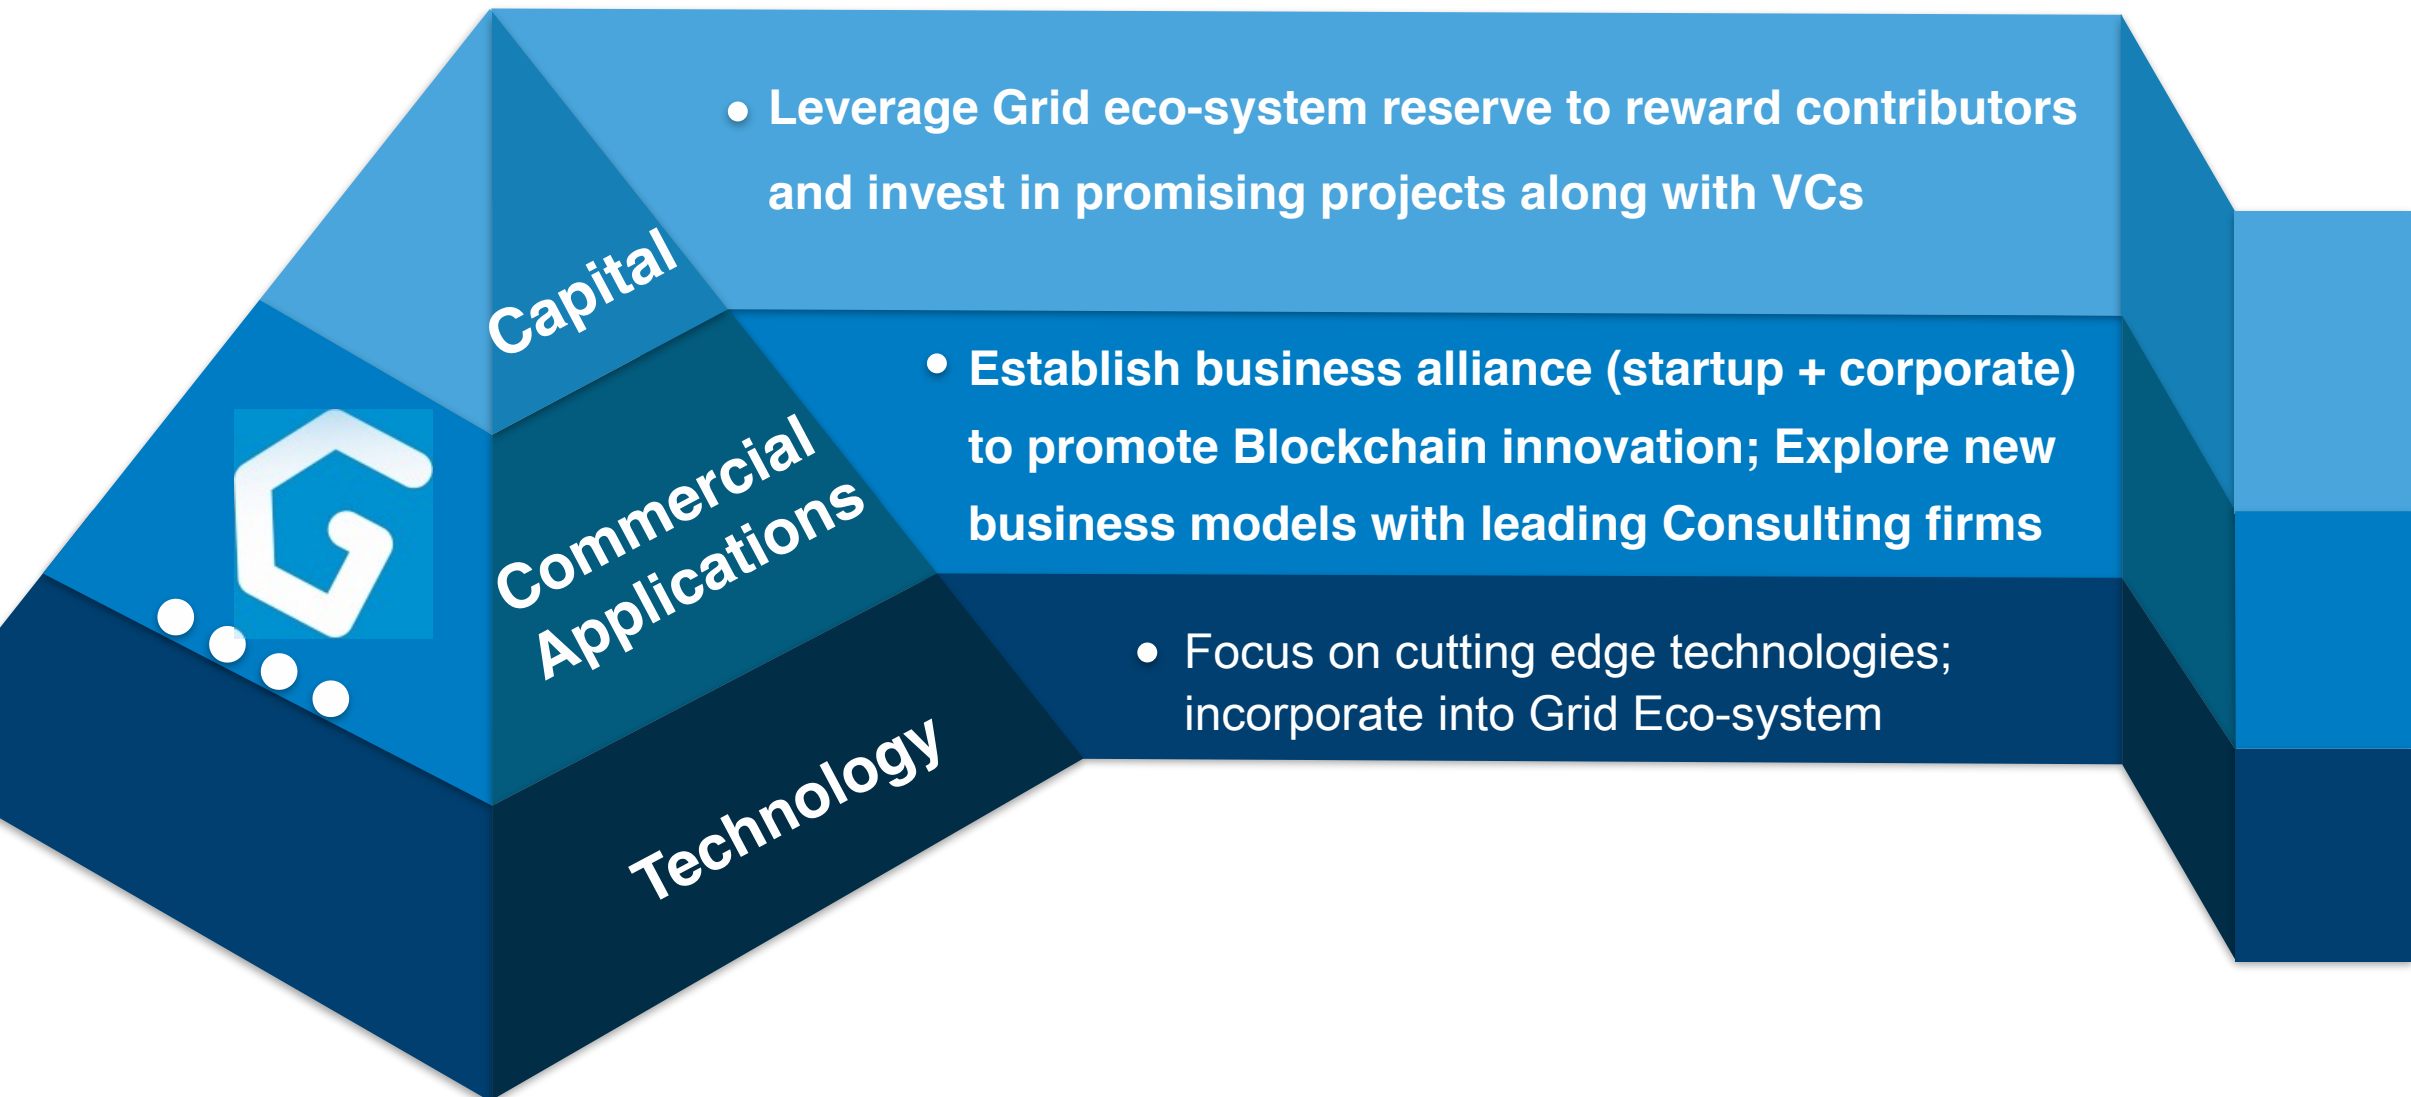 • Leverage Grid eco-system reserve to reward contributors
and invest in promising projects along with VCs
Capital
• Establish business alliance (startup + corporate)
to promote Blockchain innovation; Explore new
business models with leading Consulting firms
Commercial
Applications
• Focus on cutting edge technologies;
incorporate into Grid Eco-system
Technology